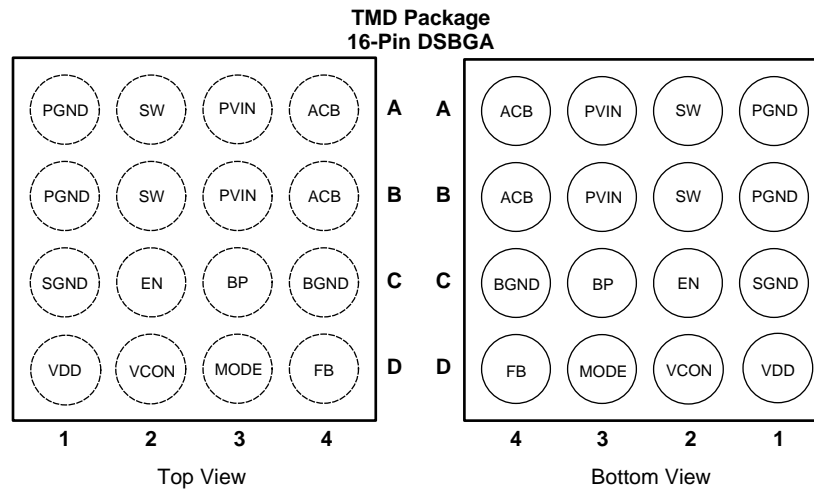 TMD Package
16-Pin DSBGA
PGND SW PVIN ACB A A ACB PVIN SW PGND
PGND SW PVIN ACB B B ACB PVIN SW PGND
SGND EN BP BGND C C BGND BP EN SGND
VDD VCON MODE FB D D FB MODE VCON VDD
1 2 3 4 4 3 2 1
Top View Bottom View